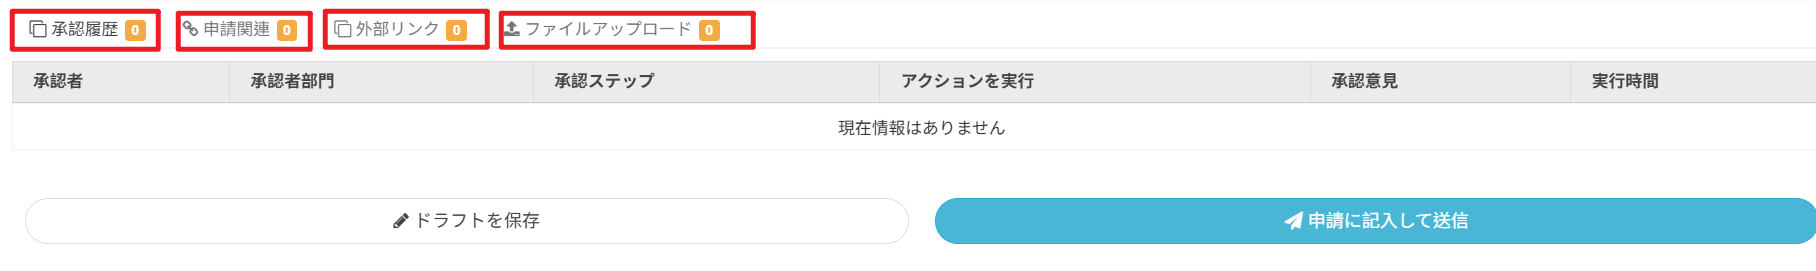 承認履歴 0 申請関連 0 外部リンク 0 ファイルアップロード 0
承認者 承認者部門 承認ステップ アクションを実行 承認意見 実行時間
現在情報はありません
ドラフトを保存 申請に記入して送信